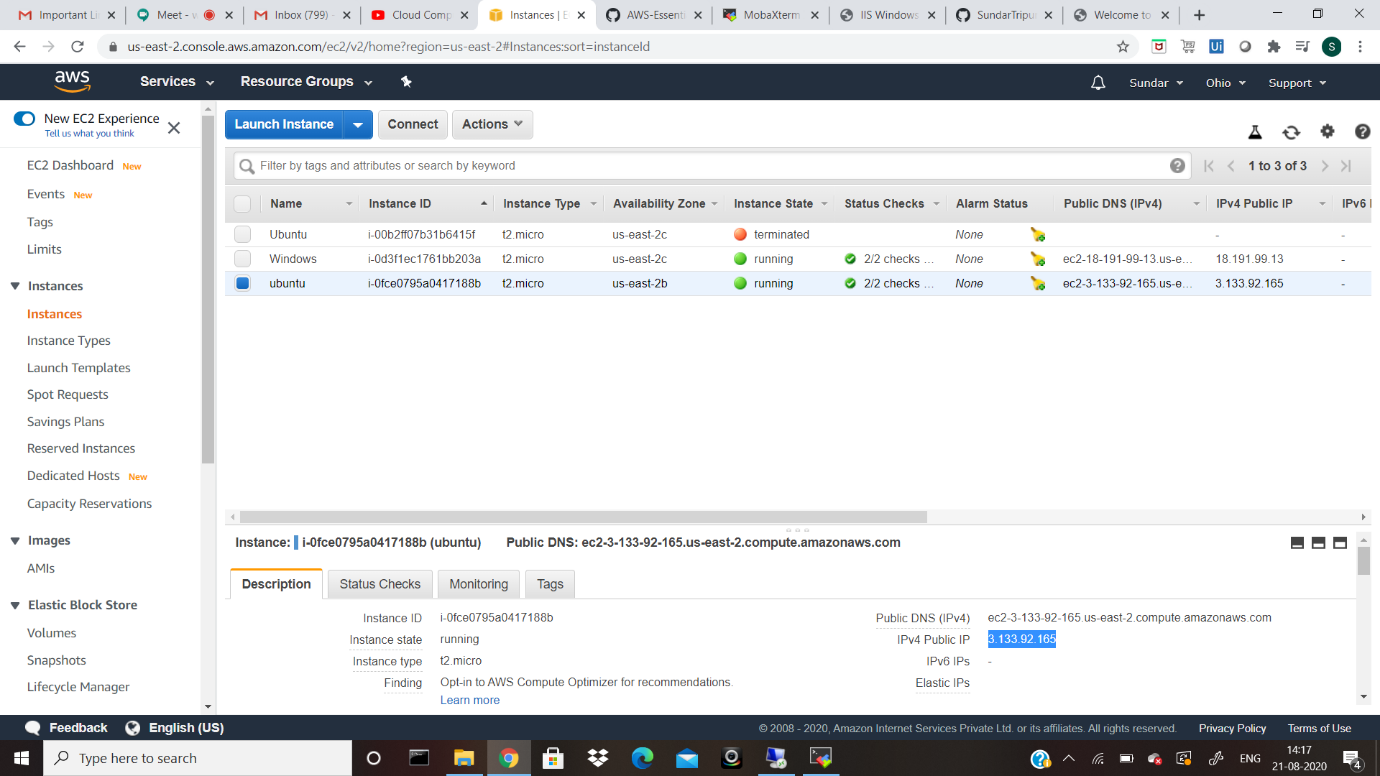 Important Li
Meet - w
Inbox (799) -
Cloud Comp
Instances | E
AWS-Essenti
MobaXterm
IIS Windows
SundarTripu
Welcome to
us-east-2.console.aws.amazon.com/ec2/v2/home?region=us-east-2#Instances:sort=instanceId
Ui
S
aws
Services
Resource Groups
Sundar
Ohio
Support
New EC2 Experience
Tell us what you think
EC2 Dashboard New
Events New
Tags
Limits
Instances
Instances
Instance Types
Launch Templates
Spot Requests
Savings Plans
Reserved Instances
Dedicated Hosts New
Capacity Reservations
Images
AMIs
Elastic Block Store
Volumes
Snapshots
Lifecycle Manager
Launch Instance
Connect
Actions
Filter by tags and attributes or search by keyword
1 to 3 of 3
Name Instance ID Instance Type Availability Zone Instance State Status Checks Alarm Status Public DNS (IPv4) IPv4 Public IP IPv6 I
Ubuntu i-00b2ff07b31b6415f t2.micro us-east-2c terminated None - -
Windows i-0d3f1ec1761bb203a t2.micro us-east-2c running 2/2 checks ... None ec2-18-191-99-13.us-e... 18.191.99.13 -
ubuntu i-0fce0795a0417188b t2.micro us-east-2b running 2/2 checks ... None ec2-3-133-92-165.us-e... 3.133.92.165 -
Instance: i-0fce0795a0417188b (ubuntu) Public DNS: ec2-3-133-92-165.us-east-2.compute.amazonaws.com
Description
Status Checks
Monitoring
Tags
Instance ID i-0fce0795a0417188b
Instance state running
Instance type t2.micro
Finding Opt-in to AWS Compute Optimizer for recommendations.
Learn more
Public DNS (IPv4) ec2-3-133-92-165.us-east-2.compute.amazonaws.com
IPv4 Public IP 3.133.92.165
IPv6 IPs -
Elastic IPs
Feedback
English (US)
© 2008 - 2020, Amazon Internet Services Private Ltd. or its affiliates. All rights reserved.
Privacy Policy
Terms of Use
Type here to search
ENG
14:17
21-08-2020
4